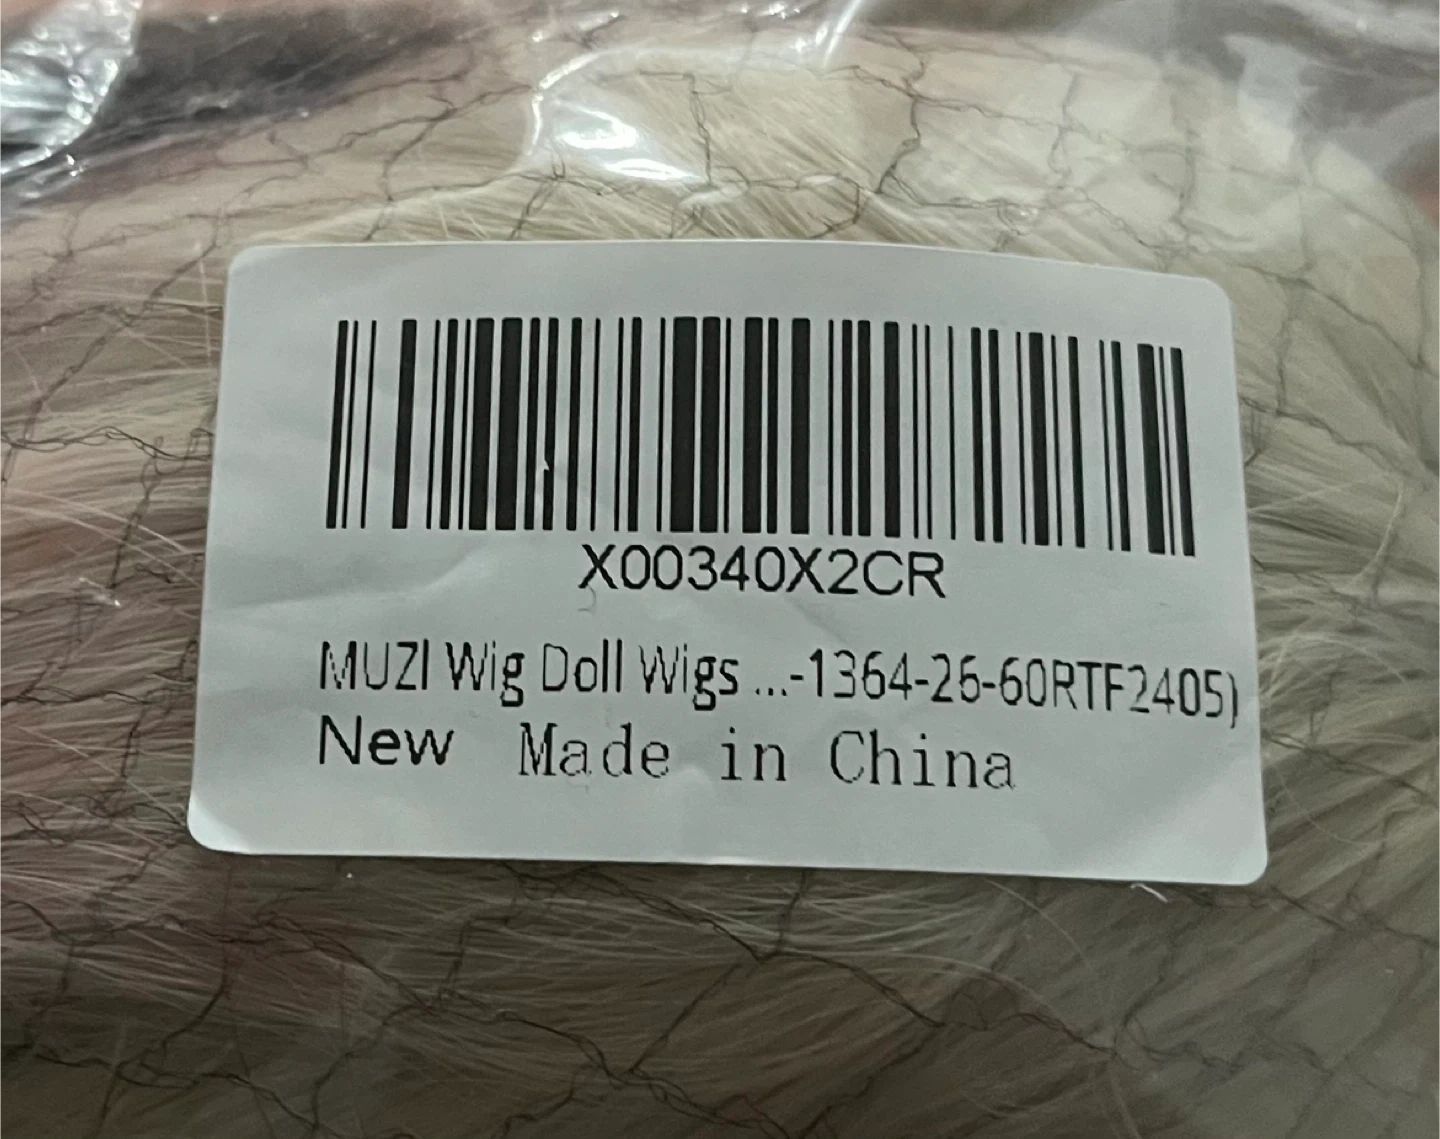 X00340X2CR
MUZI Wig Doll Wigs ...-1364-26-60RTF2405)
New Made in China